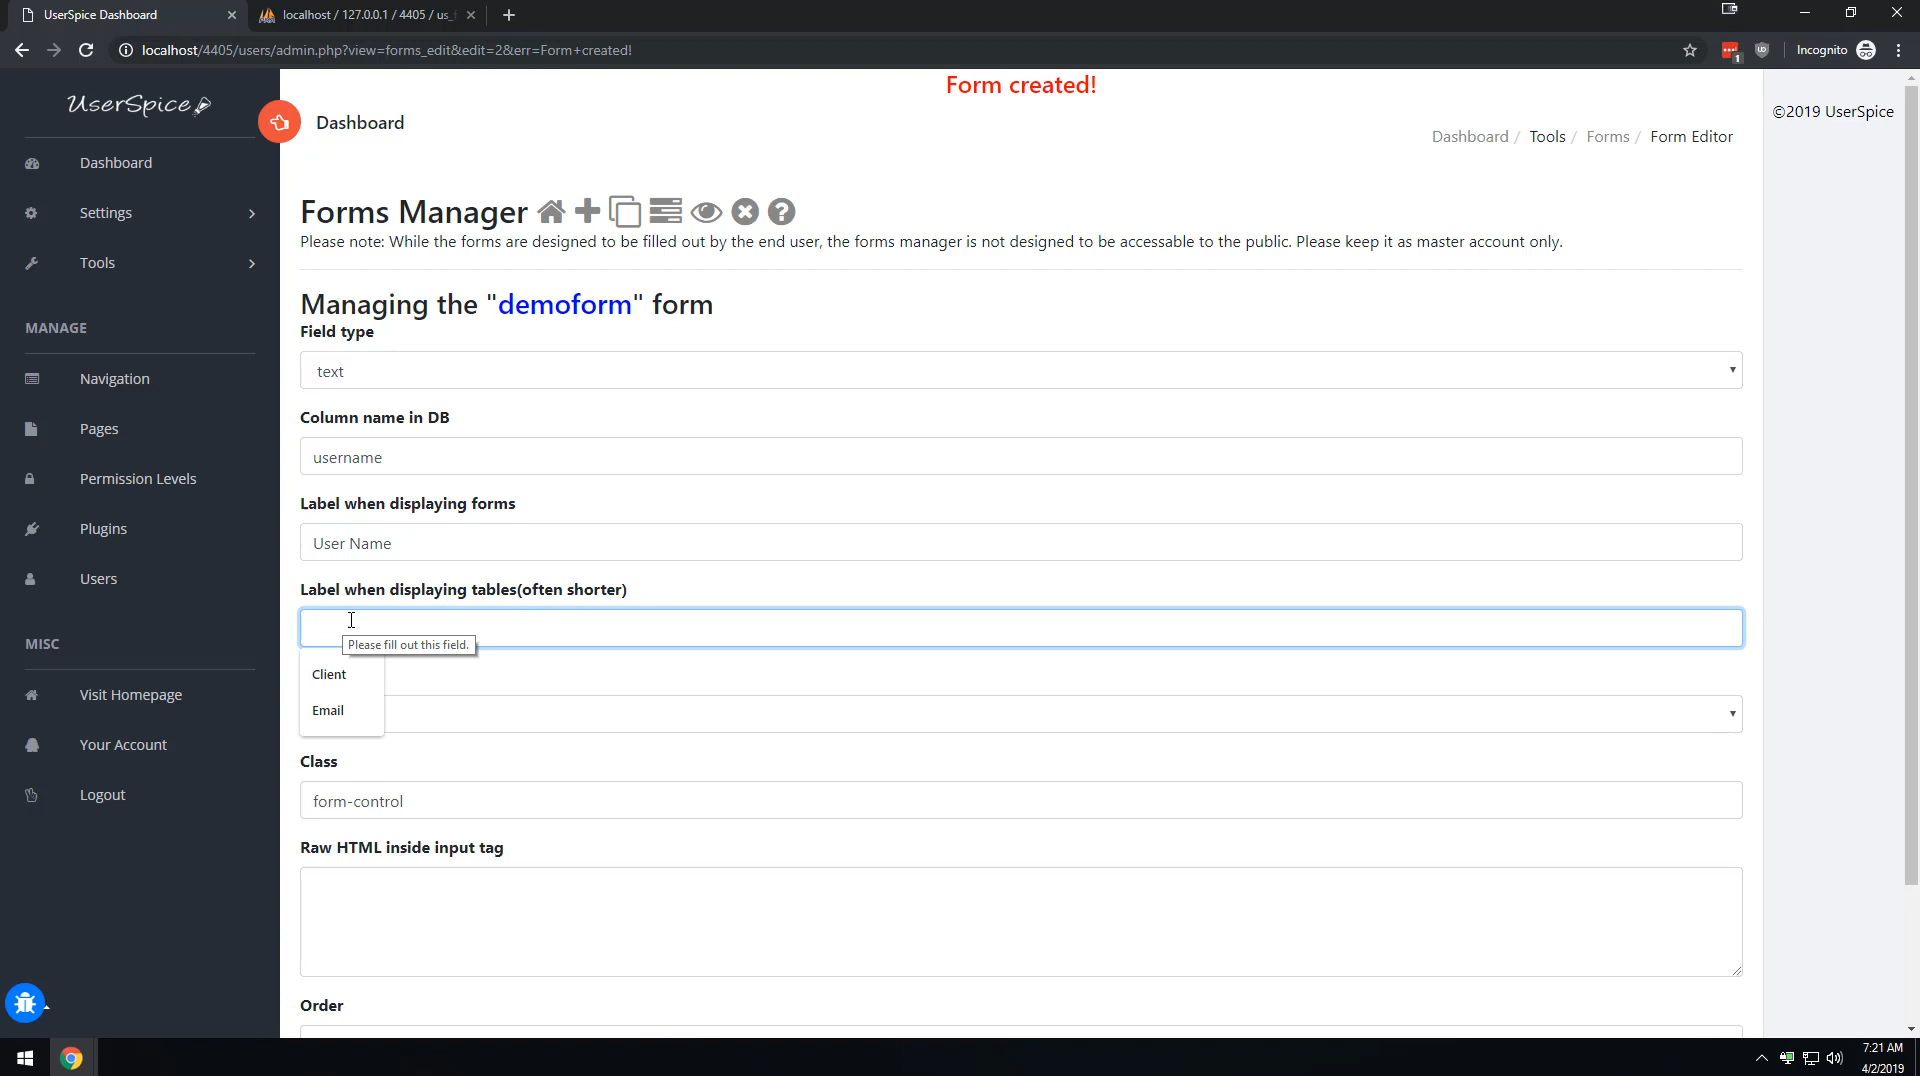 UserSpice Dashboard
localhost / 127.0.0.1 / 4405 / us_f
localhost/4405/users/admin.php?view=forms_edit&edit=2&err=Form+created!
1
Incognito
UserSpice
Dashboard
Settings
Tools
MANAGE
Navigation
Pages
Permission Levels
Plugins
Users
MISC
Visit Homepage
Your Account
Logout
Form created!
Dashboard
Dashboard / Tools / Forms / Form Editor
©2019 UserSpice
Forms Manager
Please note: While the forms are designed to be filled out by the end user, the forms manager is not designed to be accessable to the public. Please keep it as master account only.
Managing the "demoform" form
Field type
text
Column name in DB
username
Label when displaying forms
User Name
Label when displaying tables(often shorter)
Please fill out this field.
Client
Email
Class
form-control
Raw HTML inside input tag
Order
7:21 AM
4/2/2019